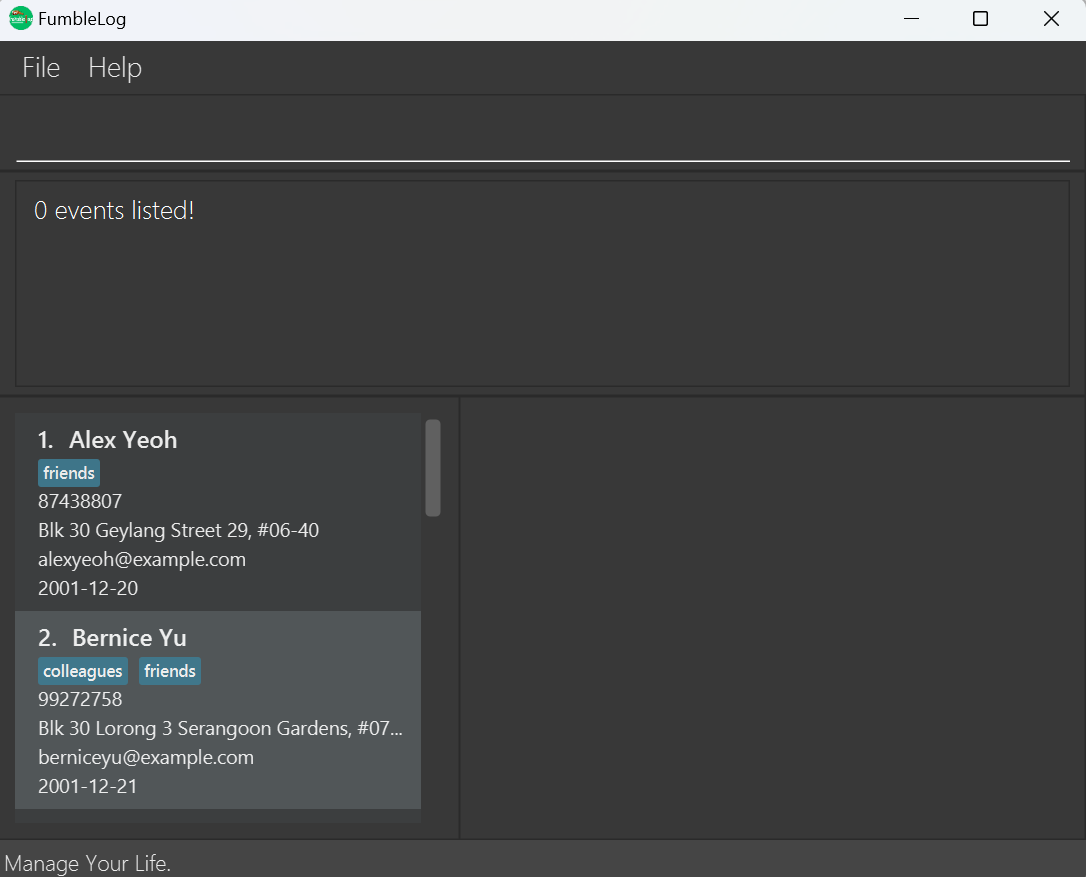 FumbleLog
File Help
0 events listed!
1. Alex Yeoh
friends
87438807
Blk 30 Geylang Street 29, #06-40
alexyeoh@example.com
2001-12-20
2. Bernice Yu
colleagues friends
99272758
Blk 30 Lorong 3 Serangoon Gardens, #07...
berniceyu@example.com
2001-12-21
Manage Your Life.